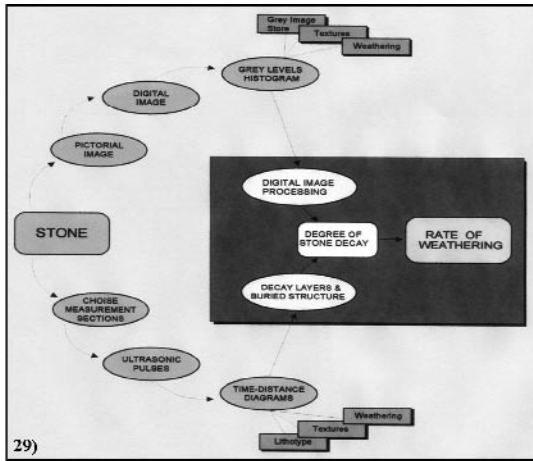 Grey Image
Store
Textures
Weathering
GREY LEVELS
HISTOGRAM
DIGITAL
IMAGE
PICTORIAL
IMAGE
DIGITAL IMAGE
PROCESSING
STONE
DEGREE OF
STONE DECAY
RATE OF
WEATHERING
DECAY LAYERS &
BURIED STRUCTURE
CHOISE
MEASUREMENT
SECTIONS
ULTRASONIC
PULSES
TIME-DISTANCE
DIAGRAMS
Weathering
Textures
Lithotype
29)